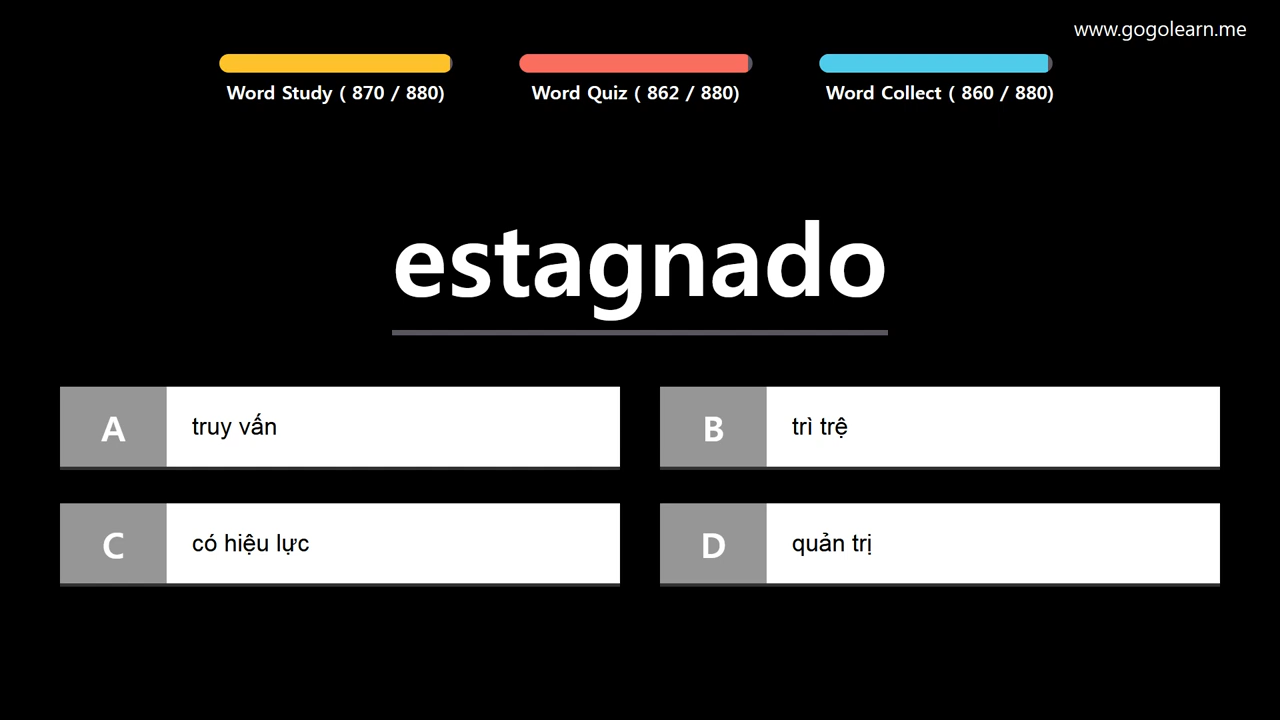 www.gogolearn.me
Word Study ( 870 / 880)
Word Quiz ( 862 / 880)
Word Collect ( 860 / 880)
estagnado
A truy vấn
B trì trệ
C có hiệu lực
D quản trị